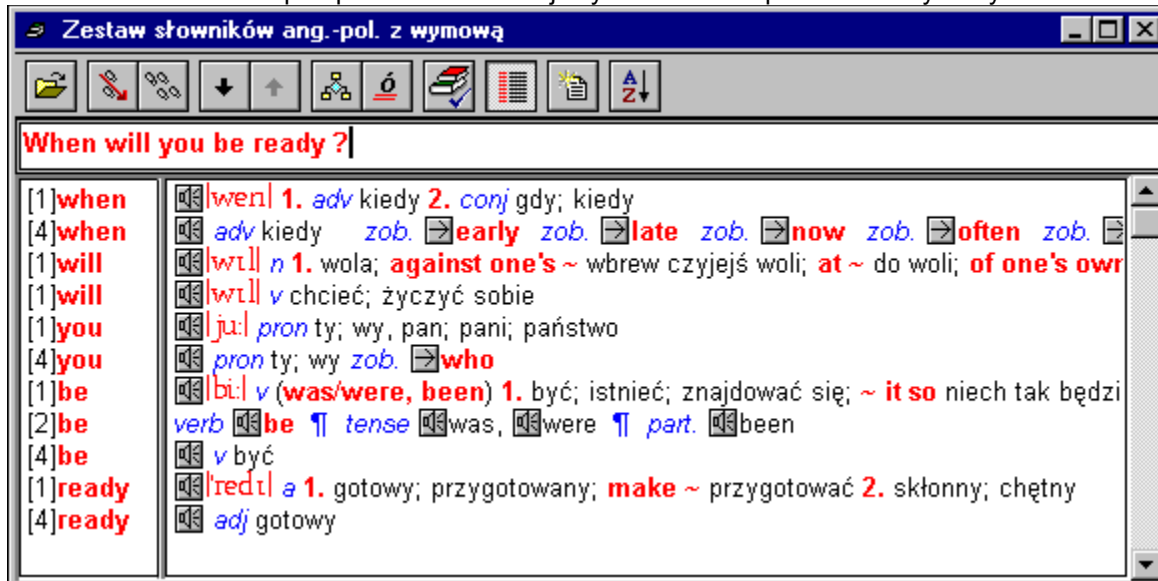 Zestaw słowników ang.-pol. z wymową
When will you be ready ?
[1]when |wen| 1. adv kiedy 2. conj gdy; kiedy
[4]when adv kiedy zob. early zob. late zob. now zob. often zob.
[1]will |wɪll n 1. wola; against one's ~ wbrew czyjejś woli; at ~ do woli; of one's owr
[1]will |wɪll v chcieć; życzyć sobie
[1]you |ju:| pron ty; wy, pan; pani; państwo
[4]you pron ty; wy zob. who
[1]be |bi:| v (was/were, been) 1. być; istnieć; znajdować się; ~ it so niech tak będzi
[2]be verb be ¶ tense was, were ¶ part. been
[4]be v być
[1]ready |'redɪ| a 1. gotowy; przygotowany; make ~ przygotować 2. skłonny; chętny
[4]ready adj gotowy